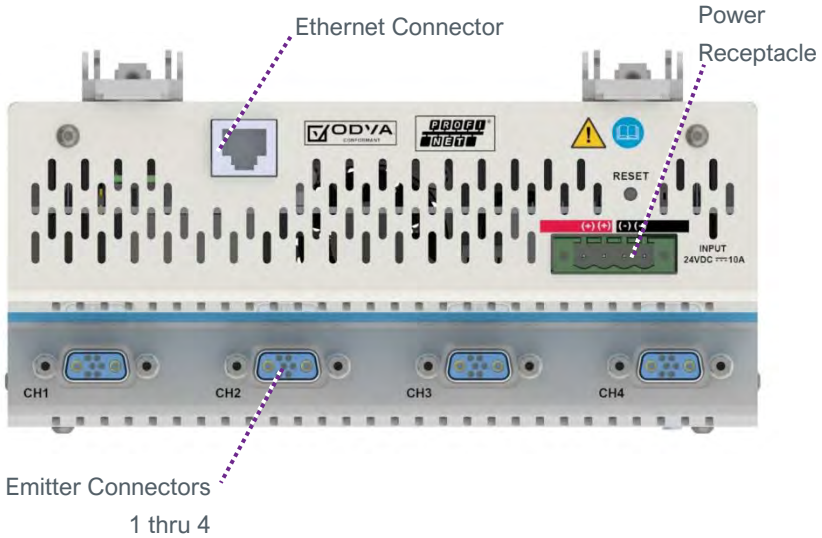 Ethernet Connector
Power
Receptacle
ODVA
CONFORMANT
PROFI
NET
RESET
(+) (+) (-) (-)
INPUT
24VDC ⎓ 10A
CH1
CH2
CH3
CH4
Emitter Connectors
1 thru 4